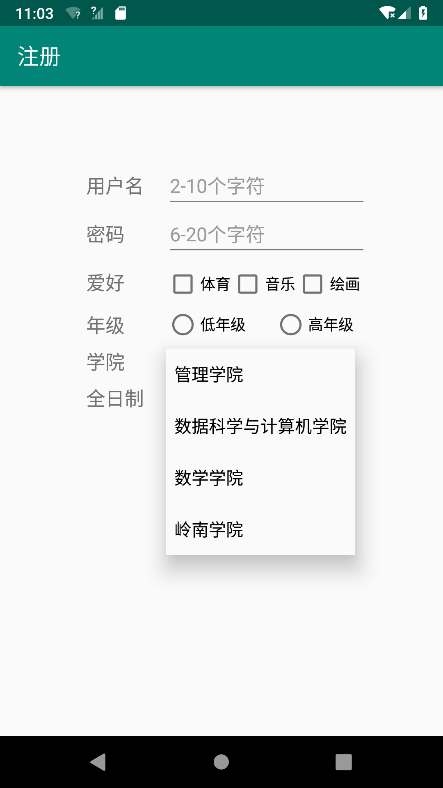 11:03
注册
用户名 2-10个字符
密码 6-20个字符
爱好 体育 音乐 绘画
年级 低年级 高年级
学院
管理学院
全日制
数据科学与计算机学院
数学学院
岭南学院